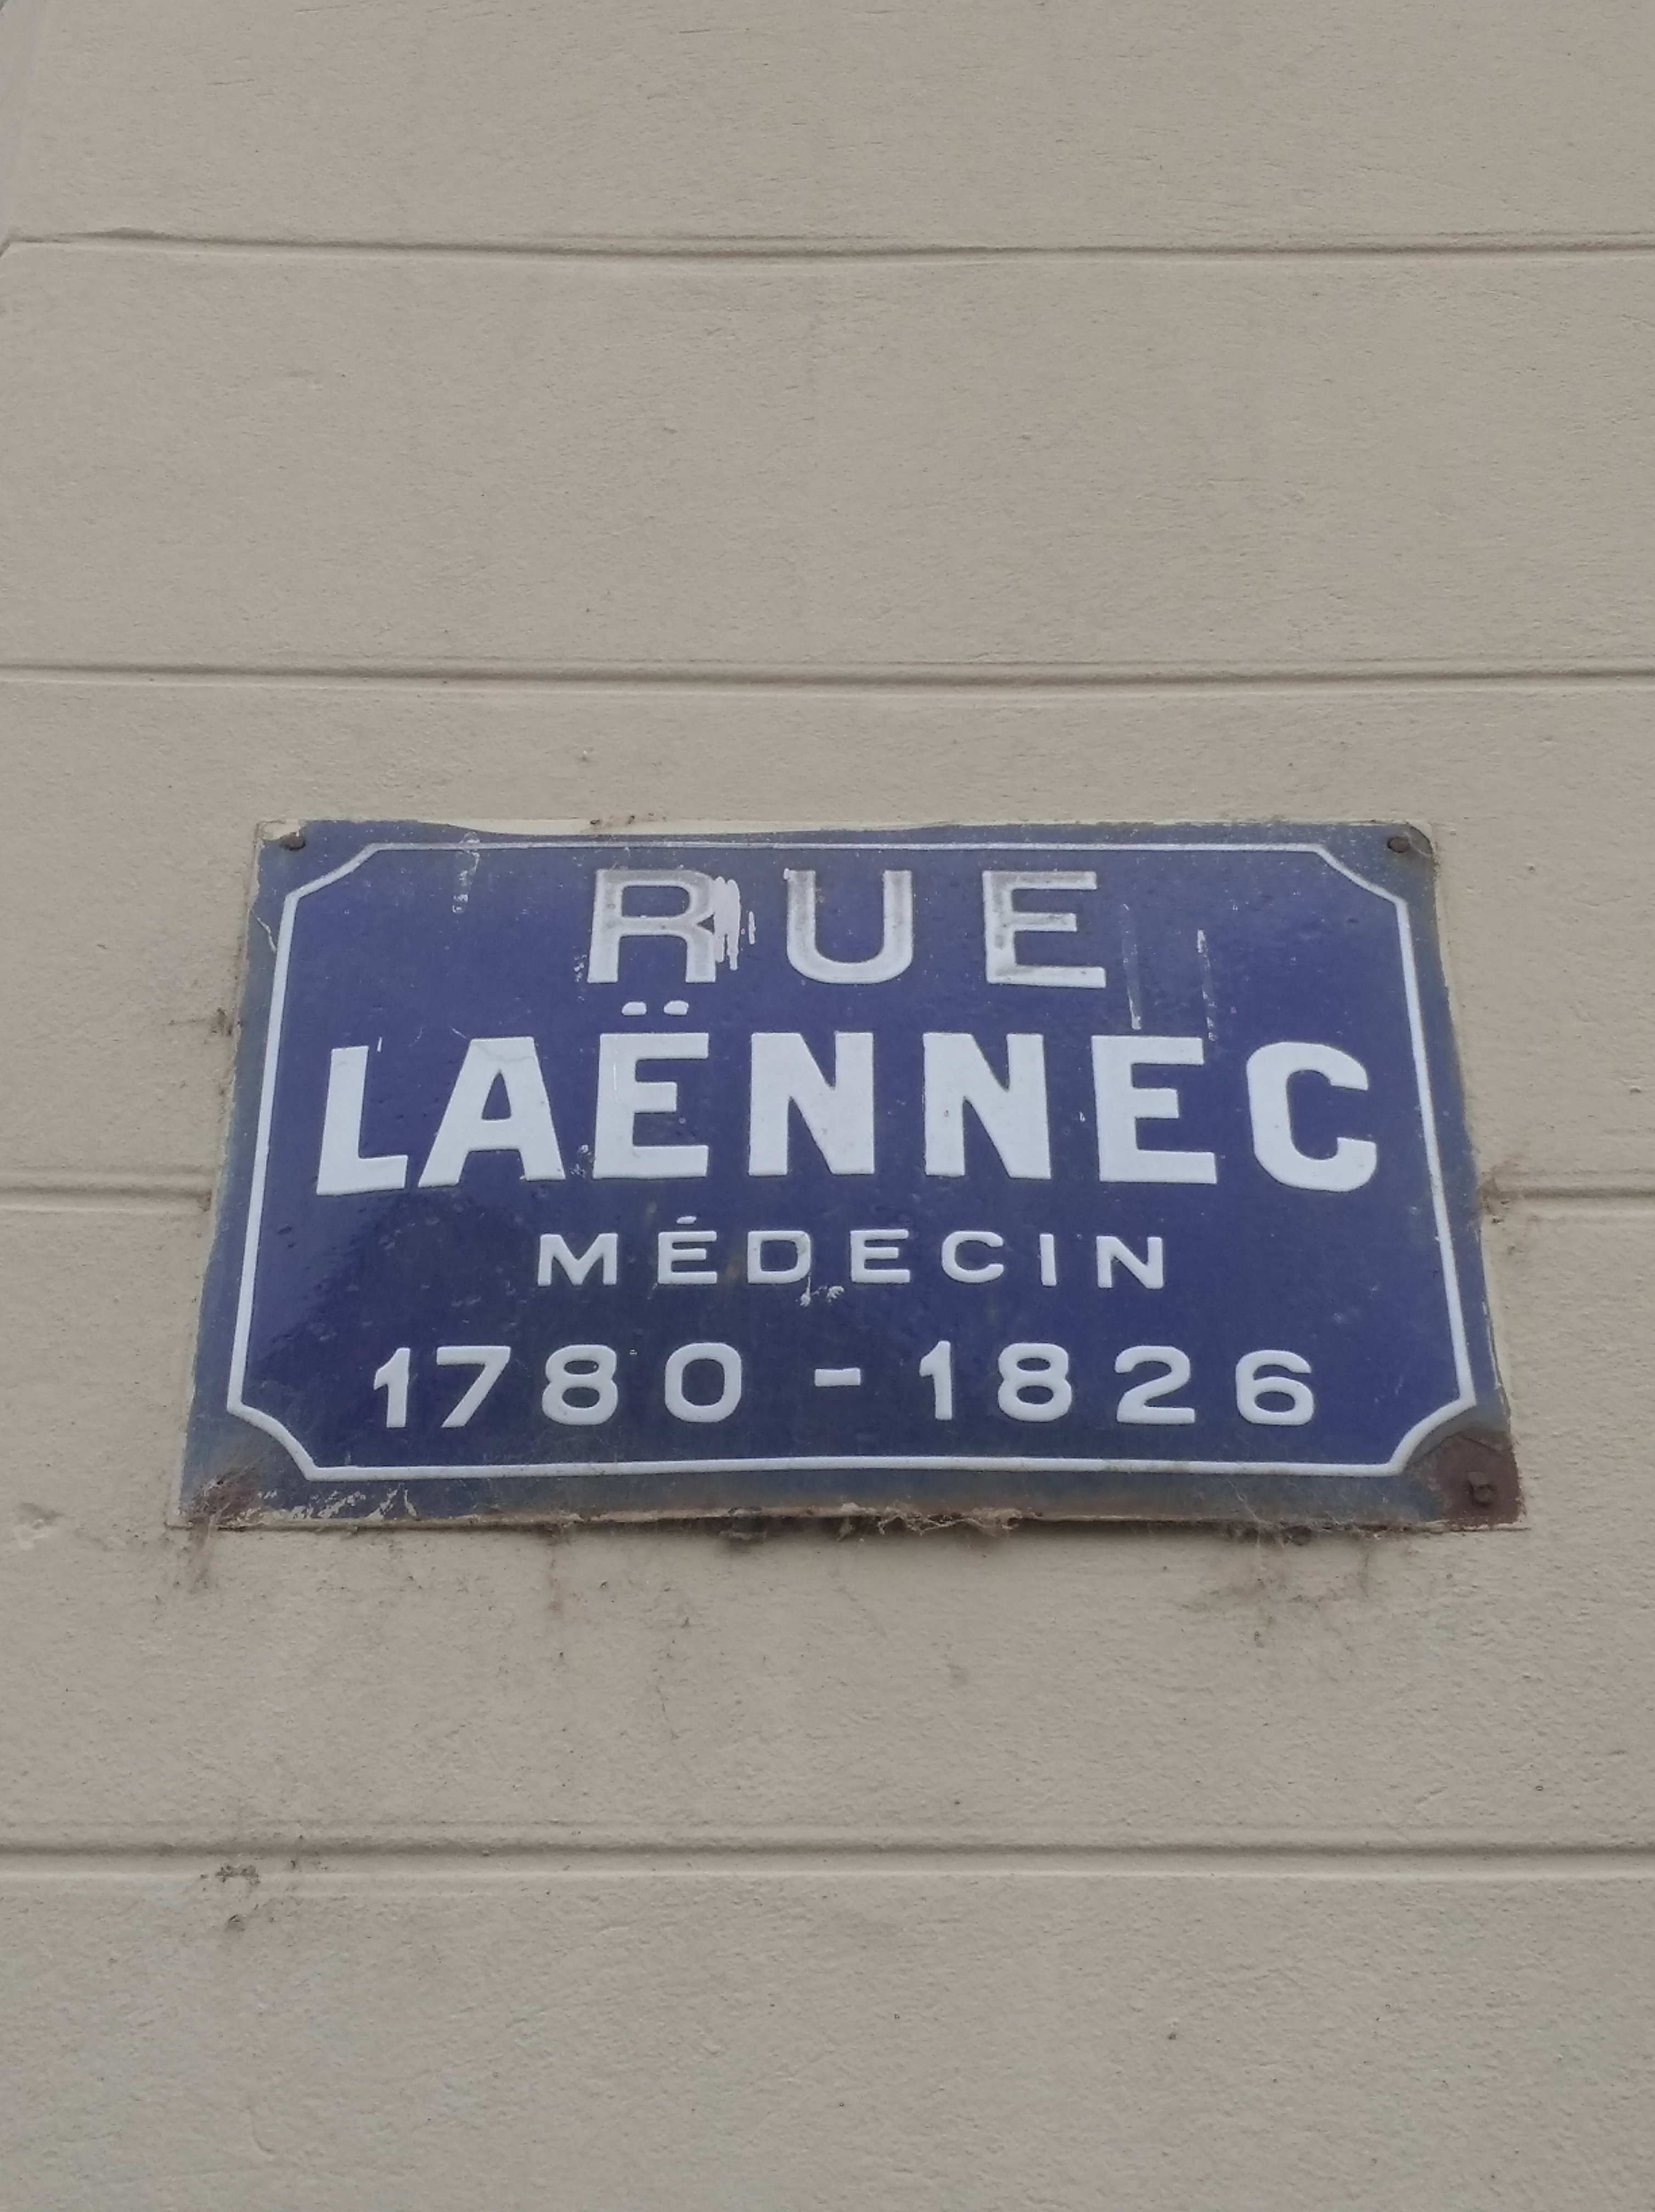 RUE
LAËNNEC
MÉDECIN
1780 - 1826